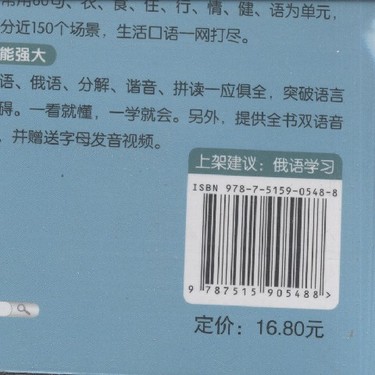 常用60句、衣、食、住、行、情、健、语为单元,
分近150个场景,生活口语一网打尽。
能强大
语、俄语、分解、谐音、拼读一应俱全,突破语言
碍。一看就懂,一学就会。另外,提供全书双语音
,并赠送字母发音视频。
上架建议:俄语学习
ISBN 978-7-5159-0548-8
9 787515 905488 >
定价:16.80元